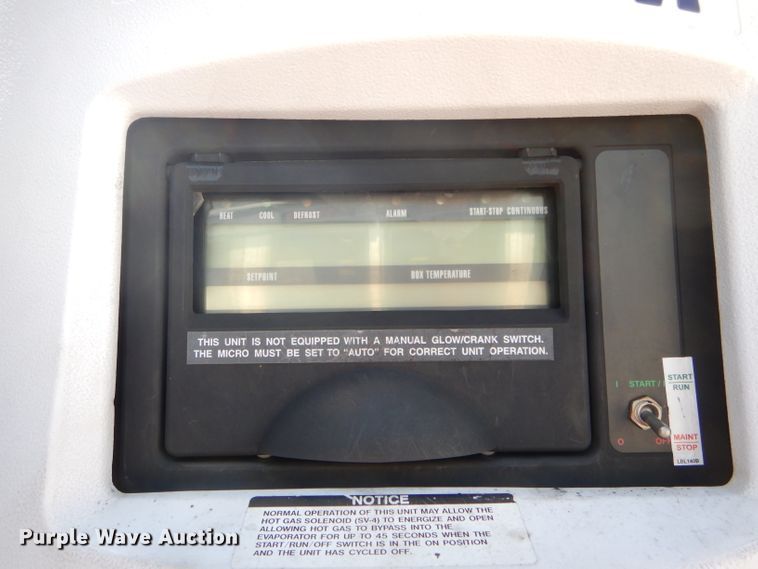 HEAT COOL DEFROST ALARM START-STOP CONTINUOUS
SETPOINT BOX TEMPERATURE
THIS UNIT IS NOT EQUIPPED WITH A MANUAL GLOW/CRANK SWITCH.
THE MICRO MUST BE SET TO "AUTO" FOR CORRECT UNIT OPERATION.
I START/
START
RUN
O OFF
MAINT
STOP
LBL140B
NOTICE
NORMAL OPERATION OF THIS UNIT MAY ALLOW THE
HOT GAS SOLENOID (SV-4) TO ENERGIZE AND OPEN
ALLOWING HOT GAS TO BYPASS INTO THE
EVAPORATOR FOR UP TO 45 SECONDS WHEN THE
START/RUN/OFF SWITCH IS IN THE ON POSITION
AND THE UNIT HAS CYCLED OFF.
Purple Wave Auction®